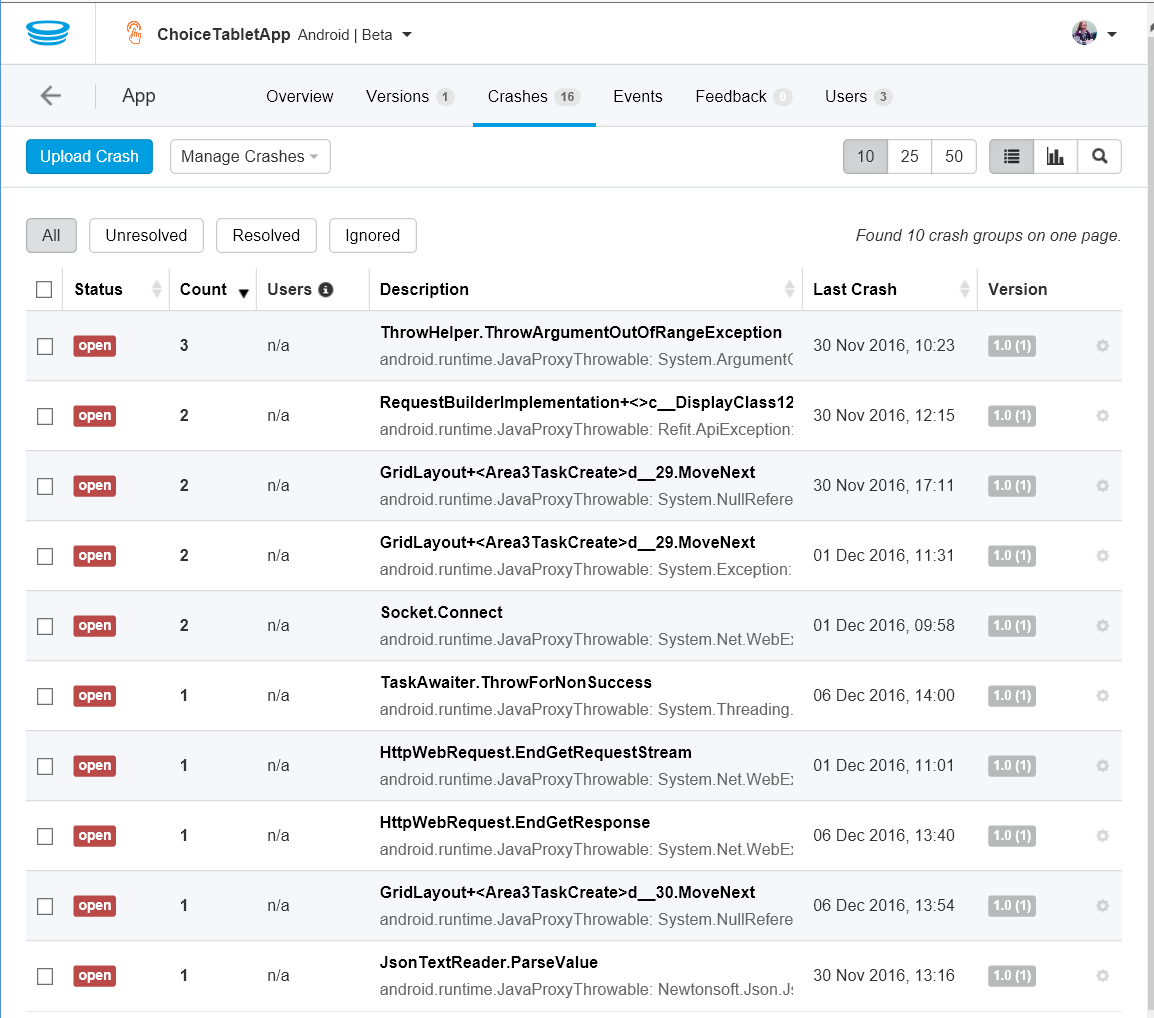 ChoiceTabletApp Android | Beta
App Overview Versions 1 Crashes 16 Events Feedback 0 Users 3
Upload Crash Manage Crashes 10 25 50
All Unresolved Resolved Ignored Found 10 crash groups on one page.
Status Count Users Description Last Crash Version
ThrowHelper.ThrowArgumentOutOfRangeException
open 3 n/a 30 Nov 2016, 10:23 1.0 (1)
android.runtime.JavaProxyThrowable: System.ArgumentO
RequestBuilderImplementation+<>c__DisplayClass12
open 2 n/a 30 Nov 2016, 12:15 1.0 (1)
android.runtime.JavaProxyThrowable: Refit.ApiException:
GridLayout+<Area3TaskCreate>d__29.MoveNext
open 2 n/a 30 Nov 2016, 17:11 1.0 (1)
android.runtime.JavaProxyThrowable: System.NullRefere
GridLayout+<Area3TaskCreate>d__29.MoveNext
open 2 n/a 01 Dec 2016, 11:31 1.0 (1)
android.runtime.JavaProxyThrowable: System.Exception:
Socket.Connect
open 2 n/a 01 Dec 2016, 09:58 1.0 (1)
android.runtime.JavaProxyThrowable: System.Net.WebEx
TaskAwaiter.ThrowForNonSuccess
open 1 n/a 06 Dec 2016, 14:00 1.0 (1)
android.runtime.JavaProxyThrowable: System.Threading.
HttpWebRequest.EndGetRequestStream
open 1 n/a 01 Dec 2016, 11:01 1.0 (1)
android.runtime.JavaProxyThrowable: System.Net.WebEx
HttpWebRequest.EndGetResponse
open 1 n/a 06 Dec 2016, 13:40 1.0 (1)
android.runtime.JavaProxyThrowable: System.Net.WebEx
GridLayout+<Area3TaskCreate>d__30.MoveNext
open 1 n/a 06 Dec 2016, 13:54 1.0 (1)
android.runtime.JavaProxyThrowable: System.NullRefere
JsonTextReader.ParseValue
open 1 n/a 30 Nov 2016, 13:16 1.0 (1)
android.runtime.JavaProxyThrowable: Newtonsoft.Json.Js